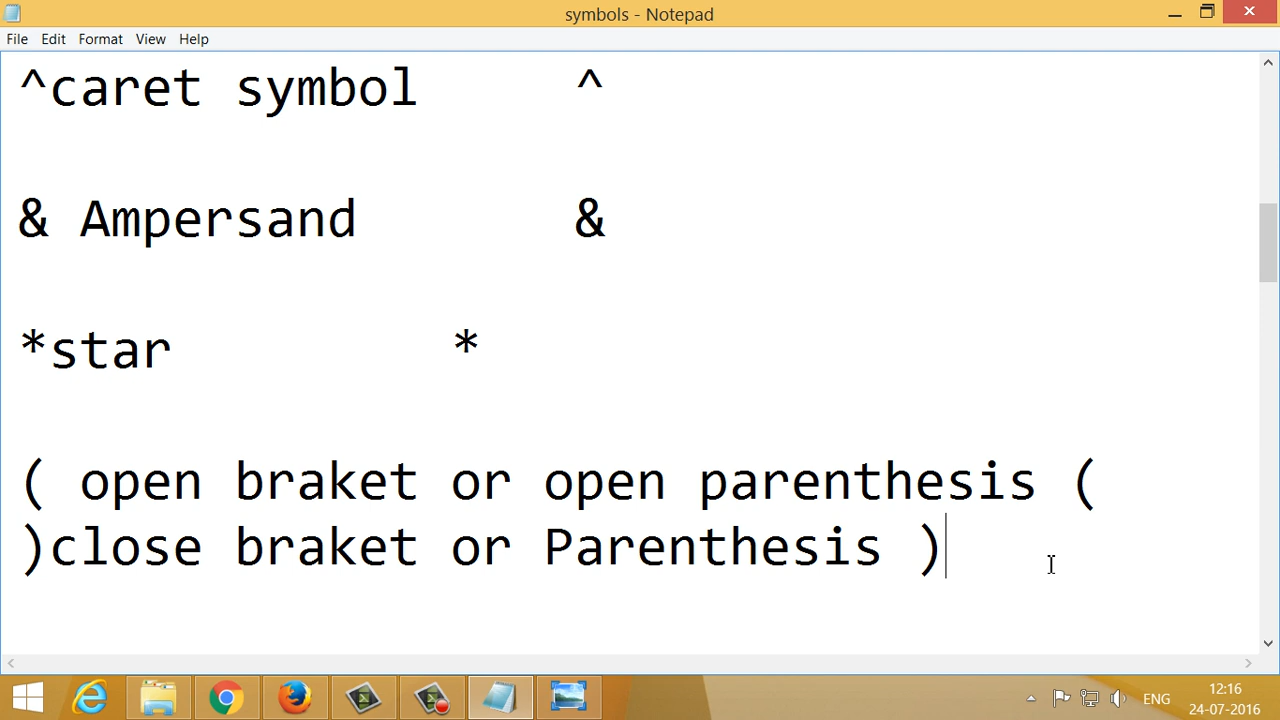 symbols - Notepad
File Edit Format View Help
^caret symbol ^
& Ampersand &
*star *
( open braket or open parenthesis (
)close braket or Parenthesis )
ENG
12:16
24-07-2016